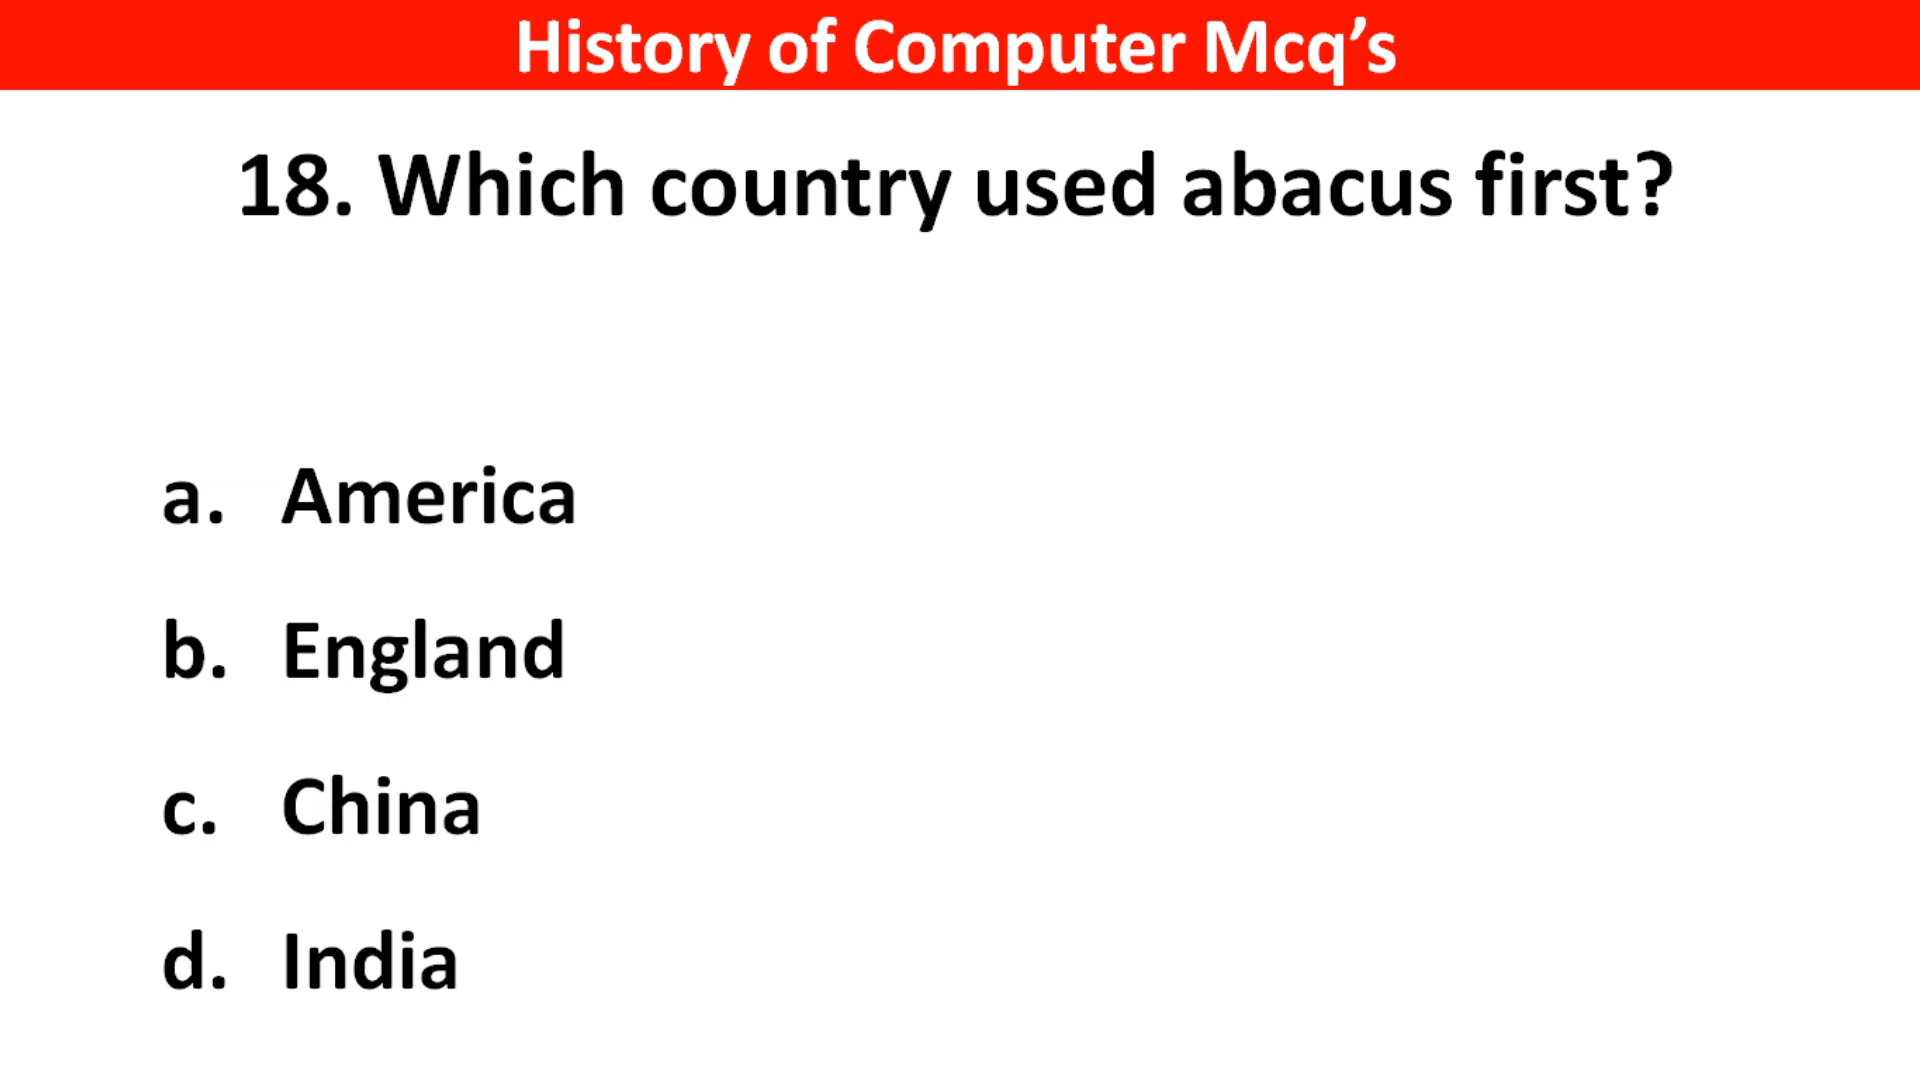 History of Computer Mcq’s
18. Which country used abacus first?
a. America
b. England
c. China
d. India